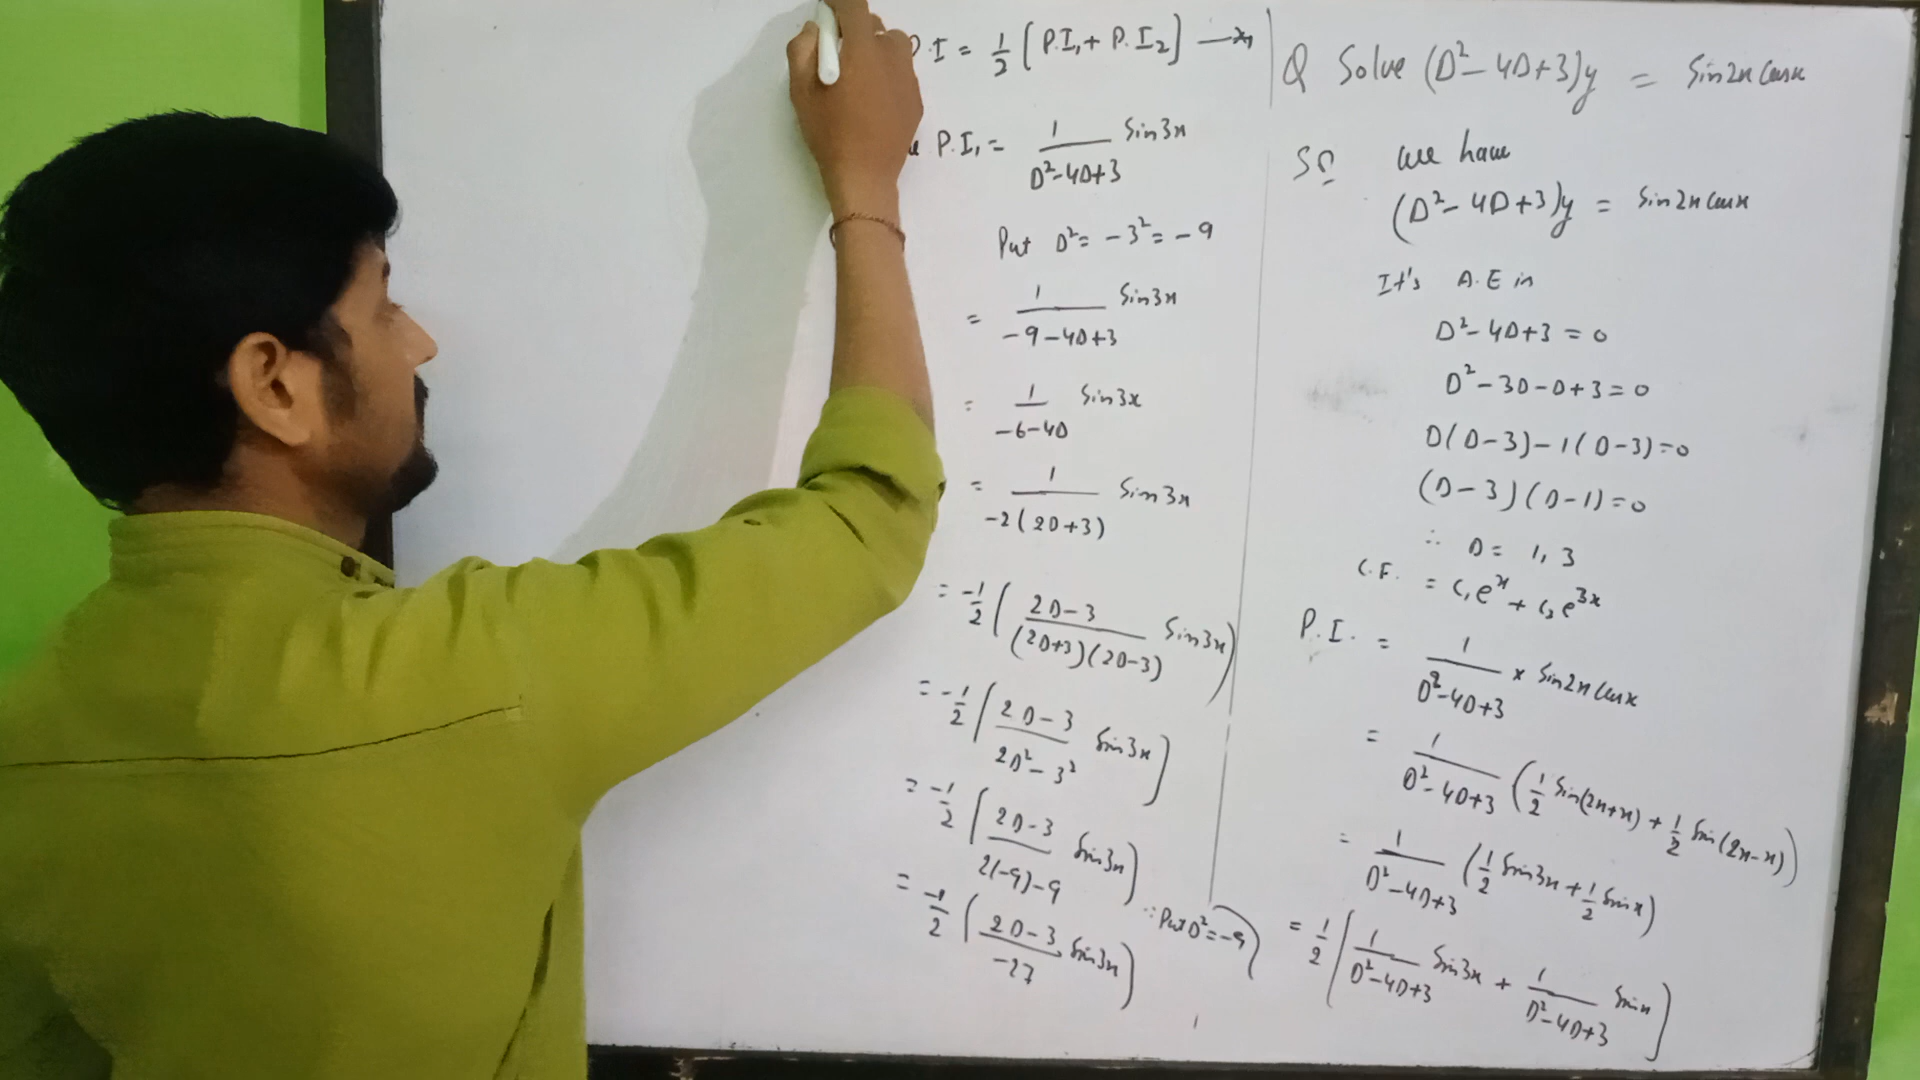 Q Solve (D²-4D+3)y = Sin2x Cosx
Sol we have
(D²-4D+3)y = Sin2x Cosx
It's A.E is
D²-4D+3 = 0
D²-3D-D+3=0
D(D-3)-1(D-3)=0
(D-3)(D-1)=0
∴ D= 1, 3
C.F. = C₁eˣ + C₂e³ˣ
P.I. = 1/(D²-4D+3) x Sin2x Cosx
= 1/(D²-4D+3) (1/2 Sin(2x+x) + 1/2 Sin(2x-x))
= 1/(D²-4D+3) (1/2 Sin3x + 1/2 Sinx)
= 1/2 [1/(D²-4D+3) Sin3x + 1/(D²-4D+3) Sinx]
P.I = 1/2 [P.I₁ + P.I₂]
P.I₁ = 1/(D²-4D+3) Sin3x
Put D² = -3² = -9
= 1/(-9-4D+3) Sin3x
= 1/(-6-4D) Sin3x
= 1/(-2(2D+3)) Sin3x
= -1/2 ((2D-3)/((2D+3)(2D-3)) Sin3x)
= -1/2 [(2D-3)/(2D²-3²) Sin3x]
= -1/2 [(2D-3)/(2(-9)-9) Sin3x]
∵ Put D²=-9
= -1/2 [(2D-3)/-27 Sin3x]